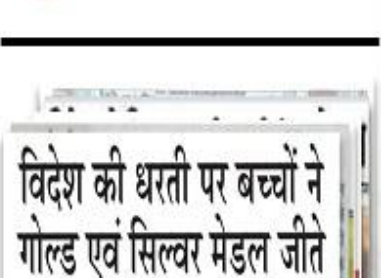 विदेश की धरती पर बच्चों ने
गोल्ड एवं सिल्वर मेडल जीते